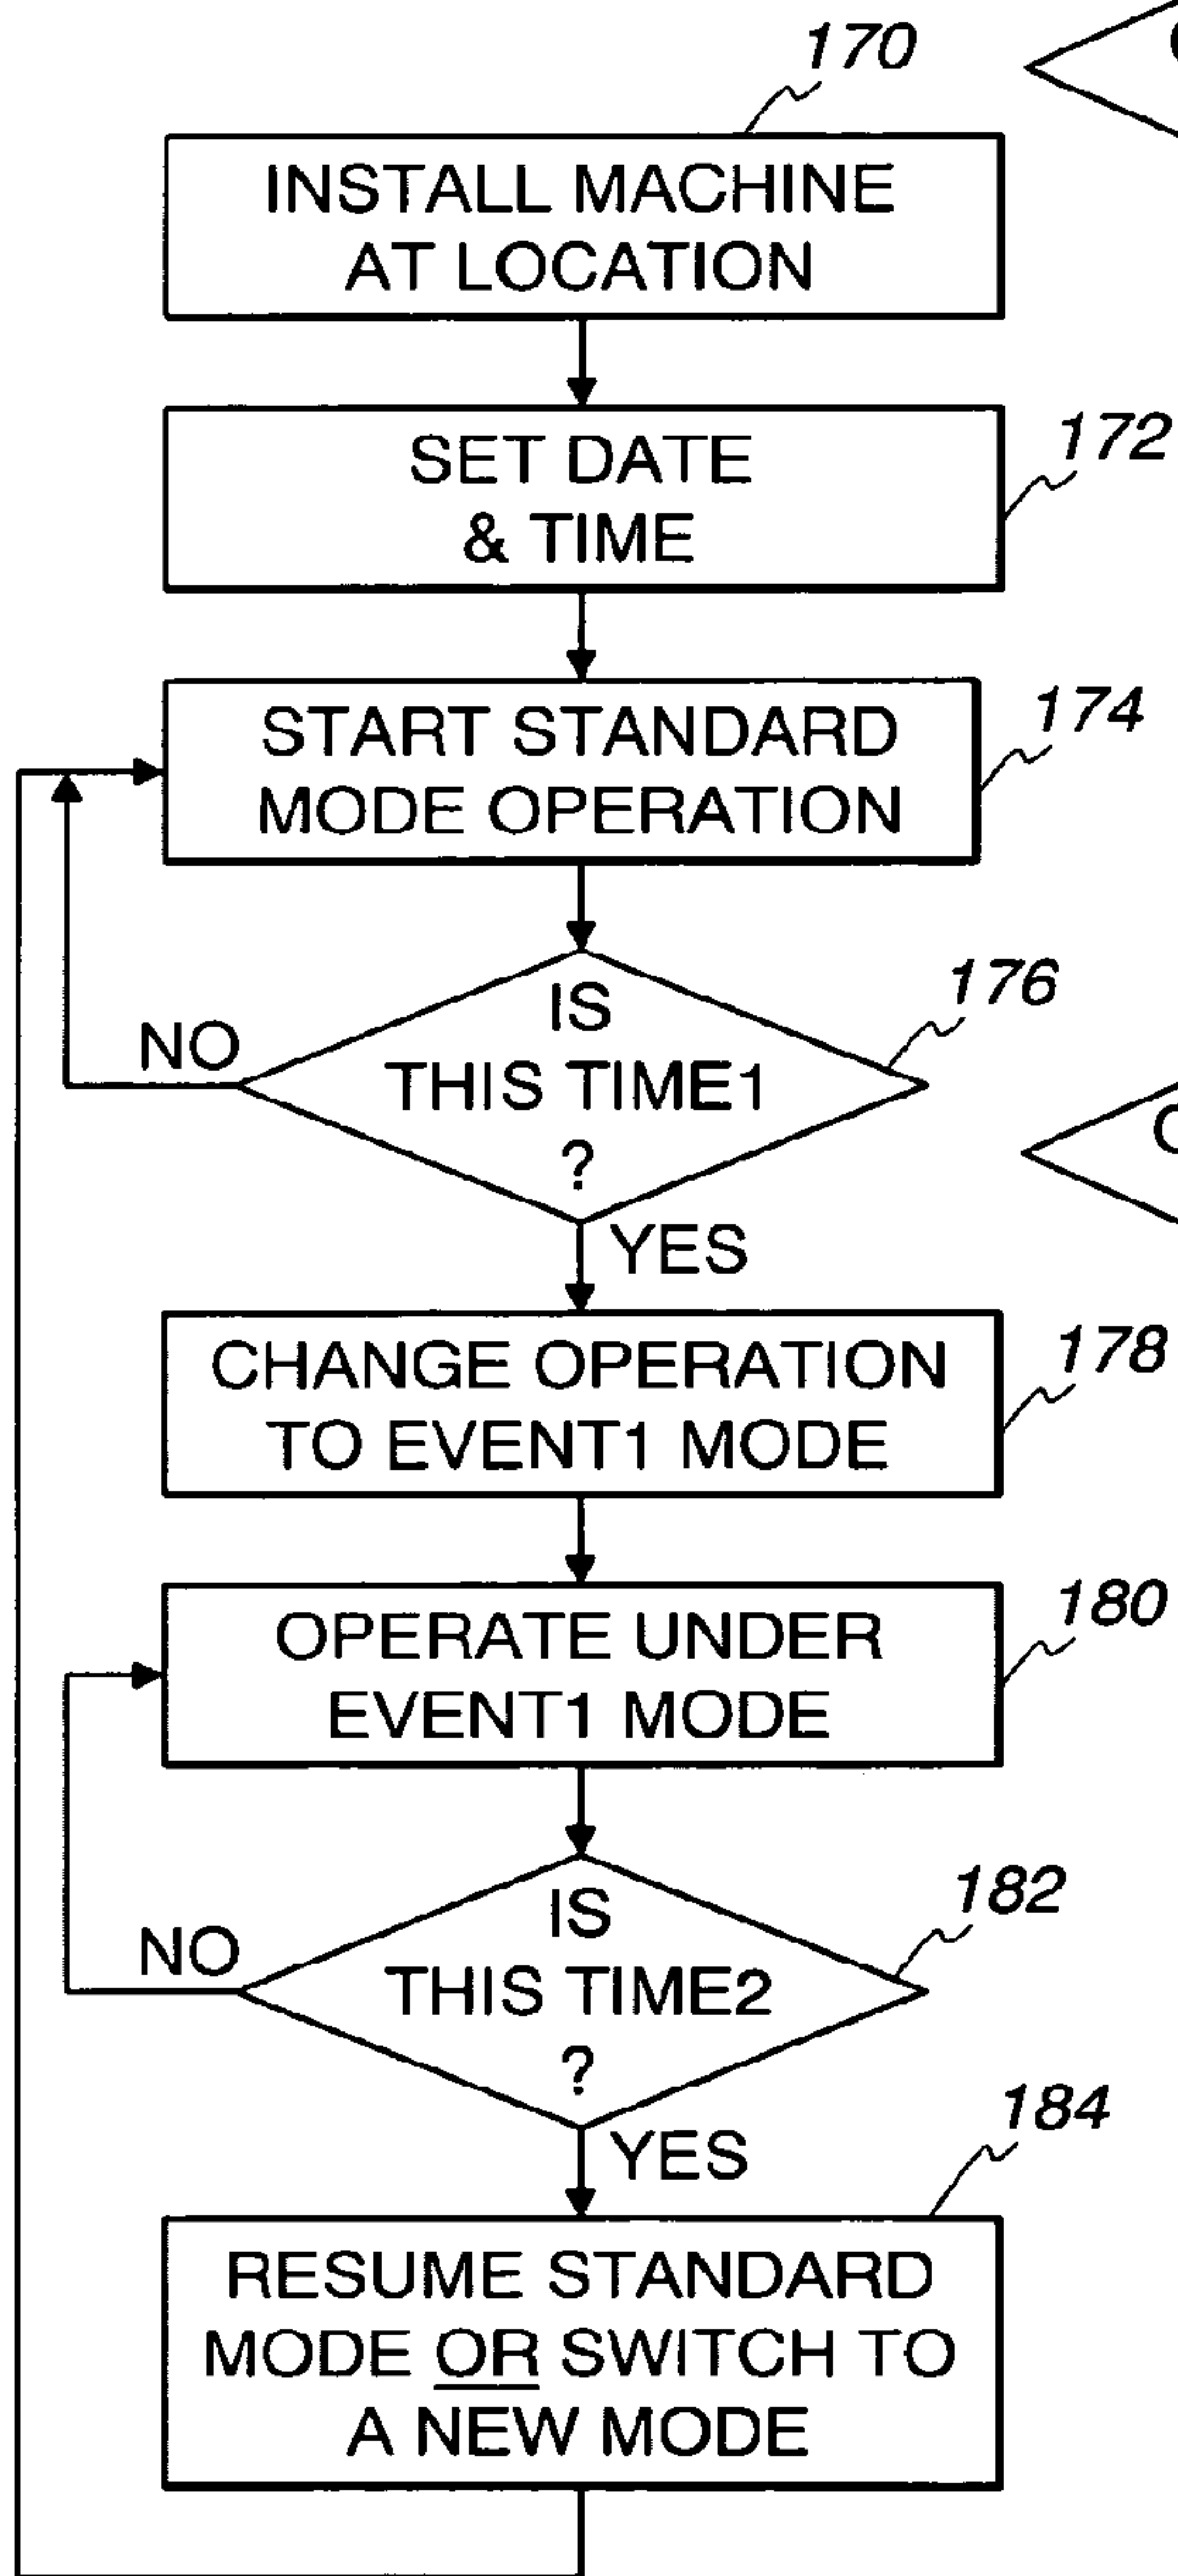 170
INSTALL MACHINE
AT LOCATION
172
SET DATE
& TIME
174
START STANDARD
MODE OPERATION
176
IS
THIS TIME1
?
NO
YES
178
CHANGE OPERATION
TO EVENT1 MODE
180
OPERATE UNDER
EVENT1 MODE
182
IS
THIS TIME2
?
NO
YES
184
RESUME STANDARD
MODE OR SWITCH TO
A NEW MODE